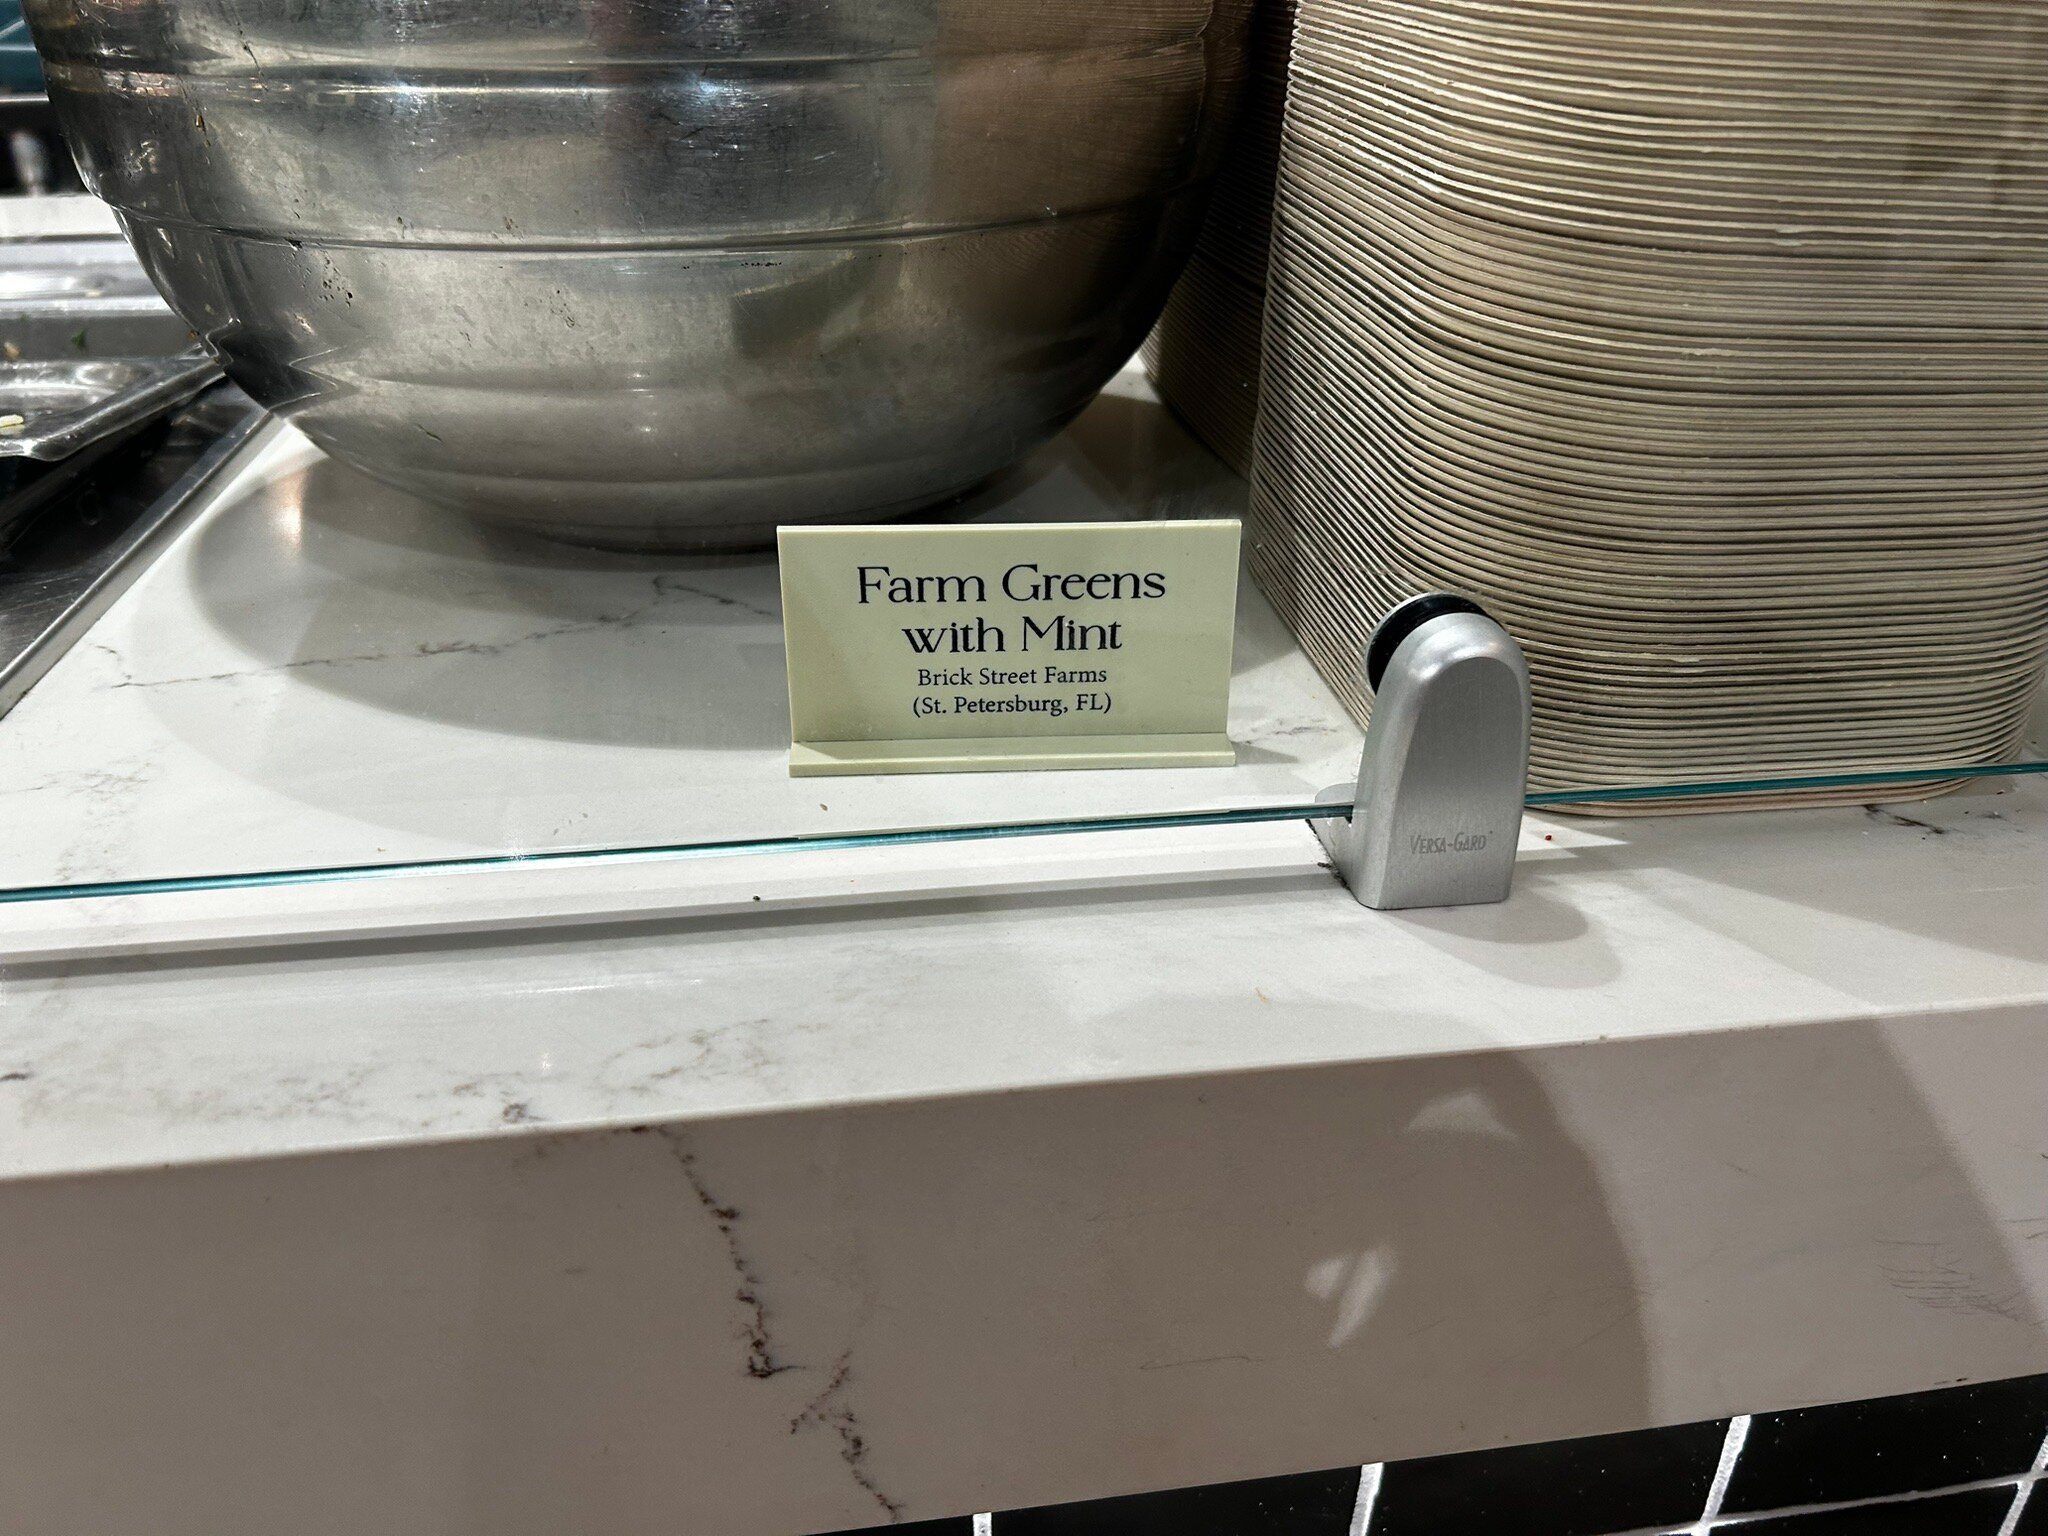 Farm Greens
with Mint
Brick Street Farms
(St. Petersburg, FL)
VERSA-GARD